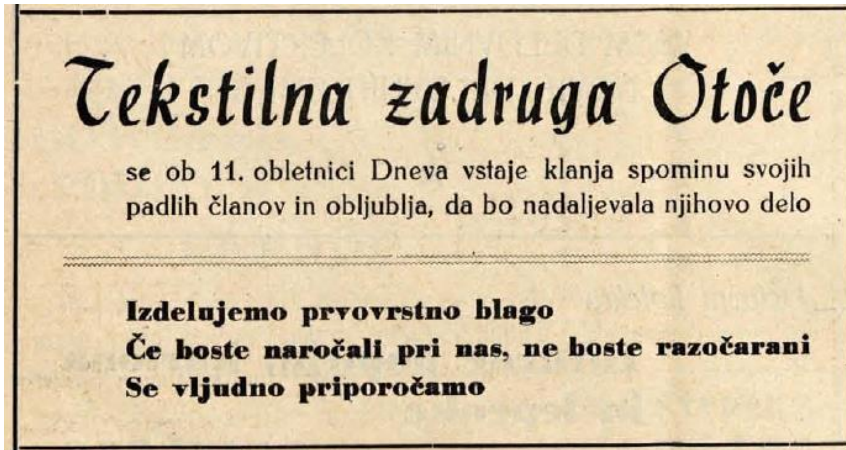 Tekstilna zadruga Otoče
se ob 11. obletnici Dneva vstaje klanja spominu svojih
padlih članov in obljublja, da bo nadaljevala njihovo delo
Izdelujemo prvovrstno blago
Če boste naročali pri nas, ne boste razočarani
Se vljudno priporočamo